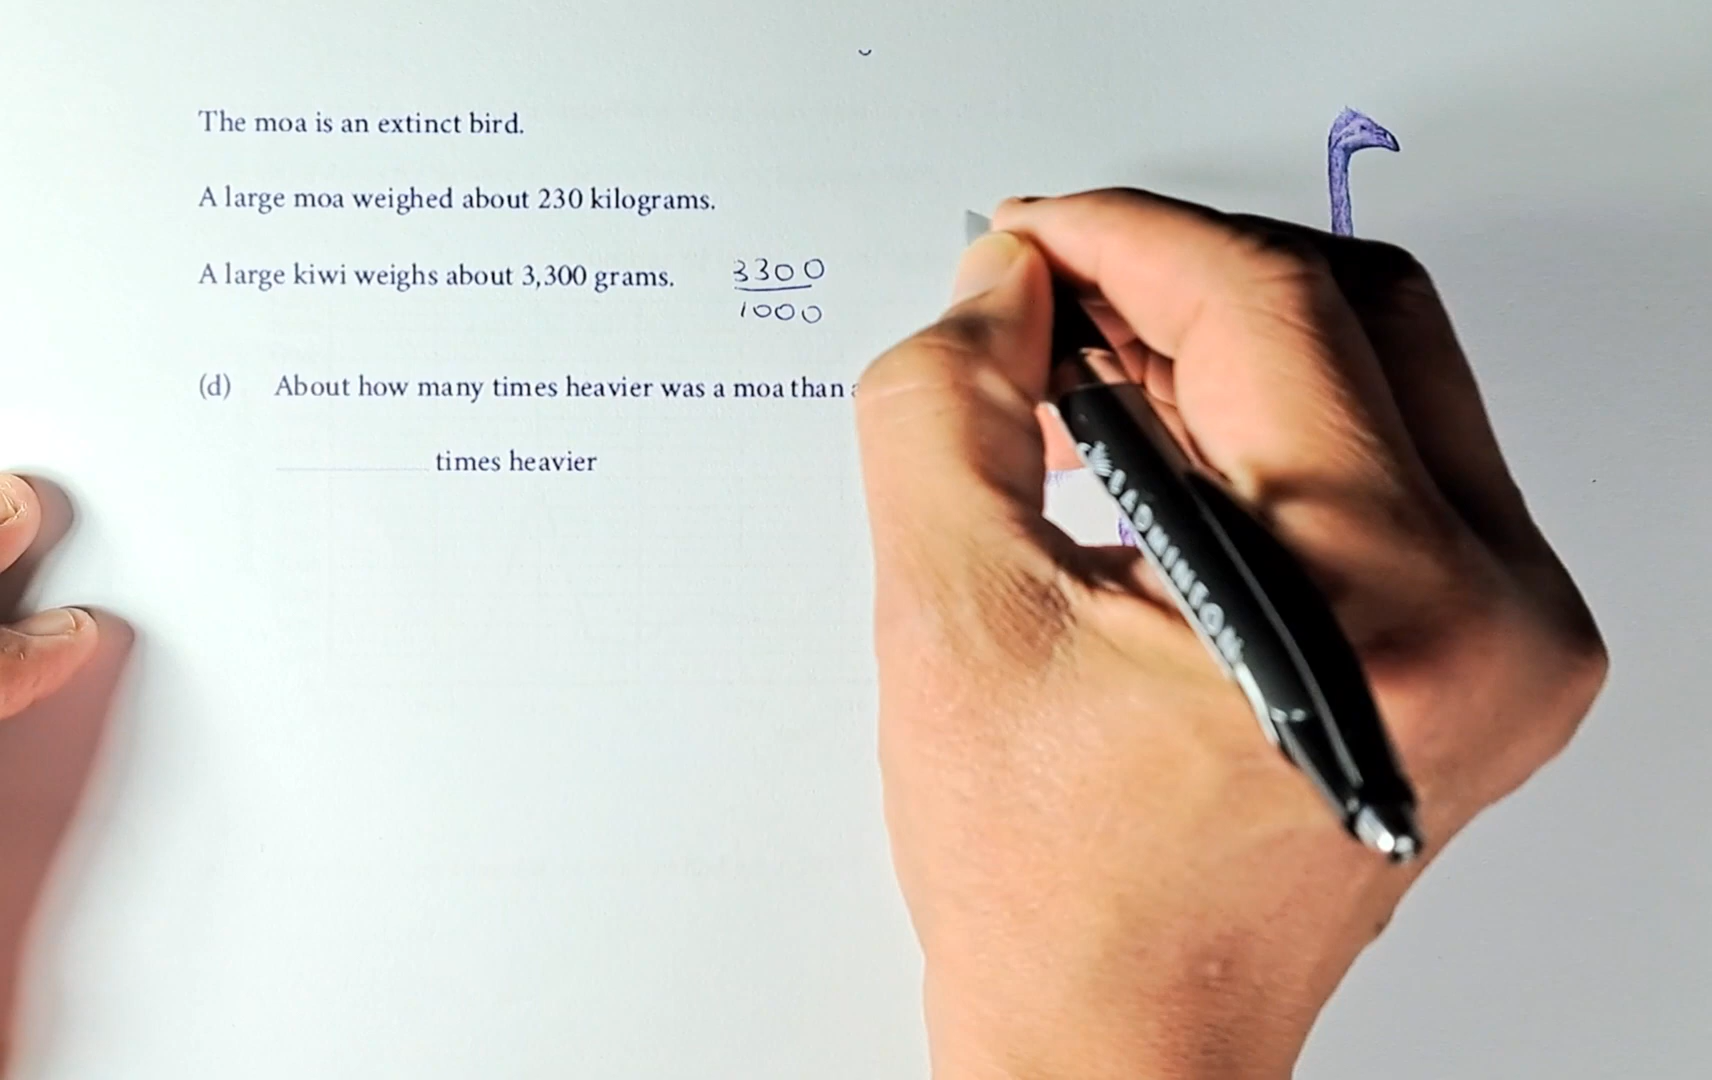 The moa is an extinct bird.
A large moa weighed about 230 kilograms.
A large kiwi weighs about 3,300 grams.
3300
1000
(d) About how many times heavier was a moa than
times heavier
BADMINTON